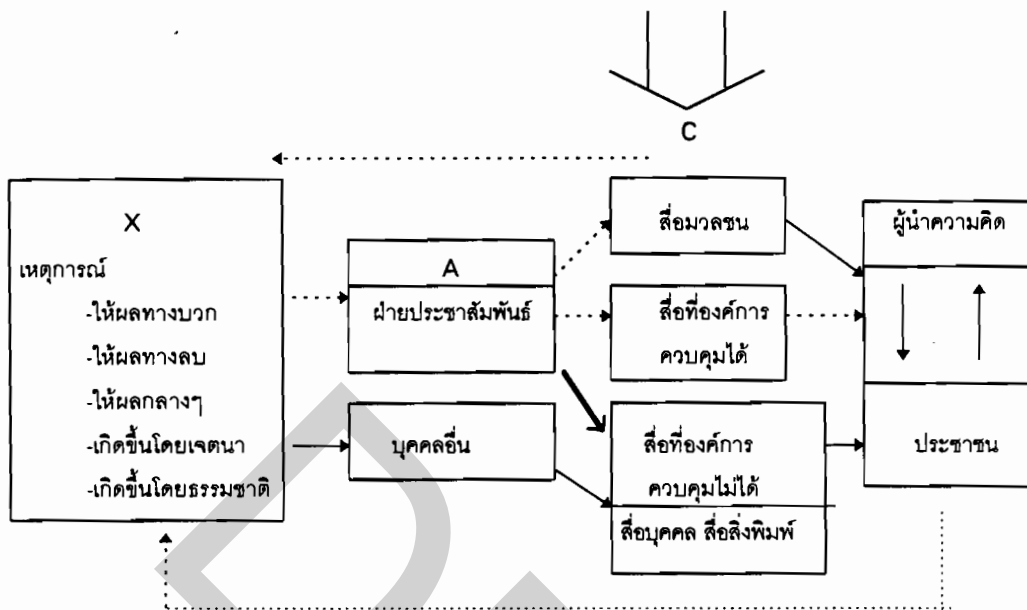 C
X
เหตุการณ์
-ให้ผลทางบวก
-ให้ผลทางลบ
-ให้ผลกลางๆ
-เกิดขึ้นโดยเจตนา
-เกิดขึ้นโดยธรรมชาติ
A
ฝ่ายประชาสัมพันธ์
บุคคลอื่น
สื่อมวลชน
สื่อที่องค์การ
ควบคุมได้
สื่อที่องค์การ
ควบคุมไม่ได้
สื่อบุคคล สื่อสิ่งพิมพ์
ผู้นำความคิด
ประชาชน